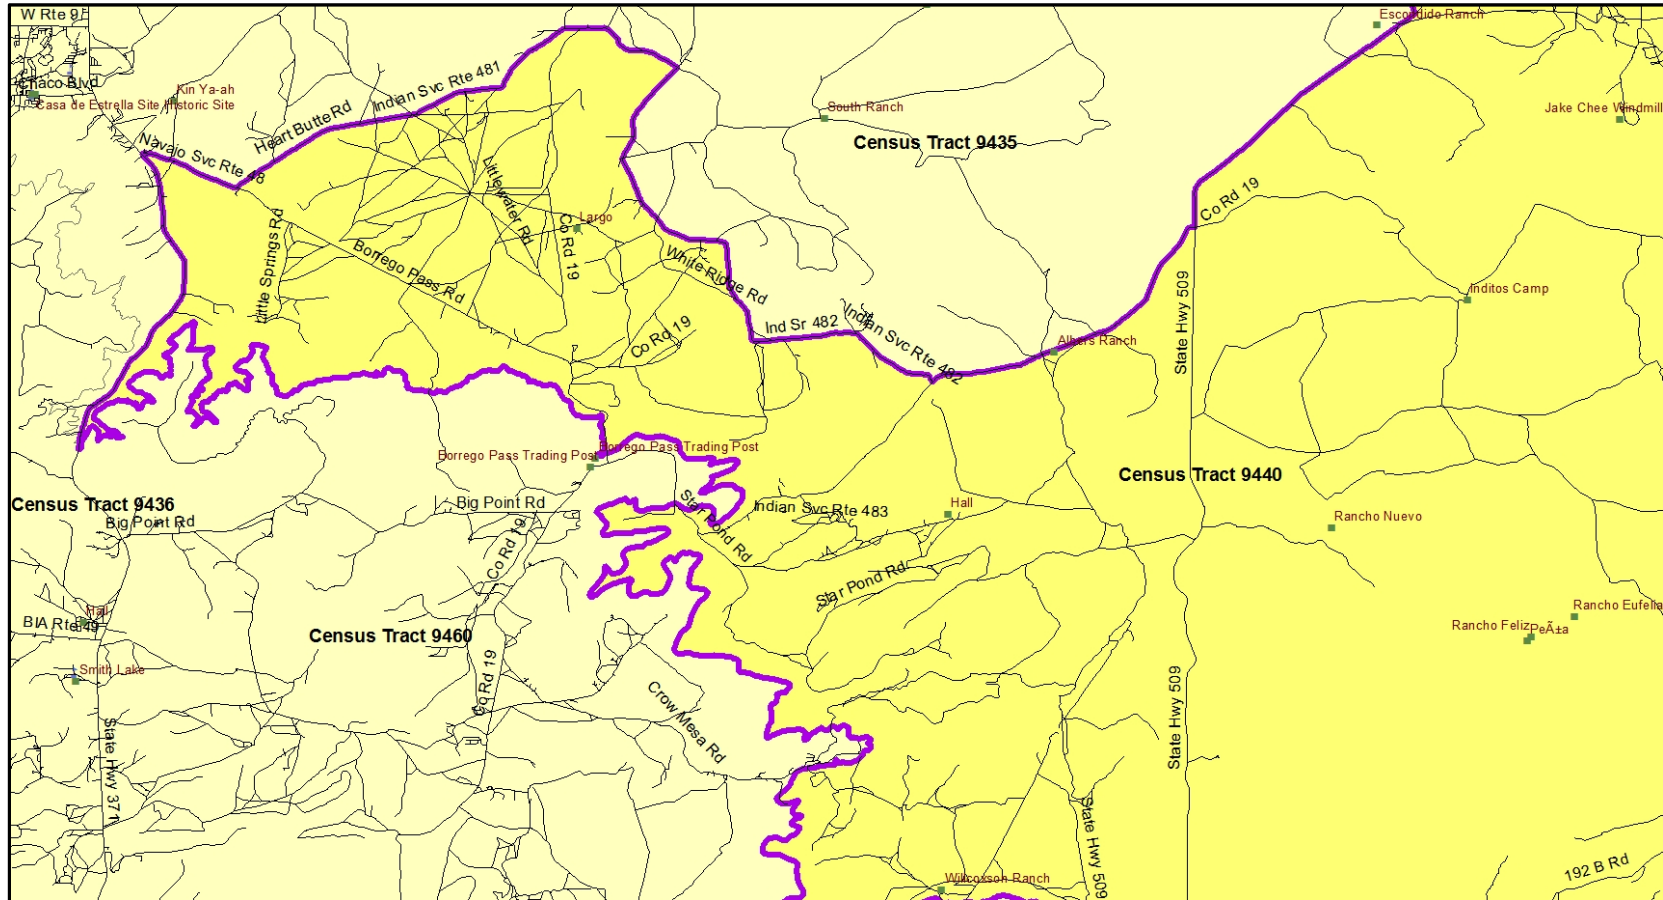 W Rte 9
Escondido Ranch
Chaco Blvd
Kin Ya-ah
Casa de Estrella Site Historic Site
Indian Svc Rte 481
Heart Butte Rd
South Ranch
Jake Chee Windmill
Census Tract 9435
Navajo Svc Rte 48
Littlewater Rd
Co Rd 19
Largo
Co Rd 19
Little Springs Rd
Borrego Pass Rd
White Ridge Rd
State Hwy 509
Inditos Camp
Ind Sr 482
Indian Svc Rte 482
Co Rd 19
Albers Ranch
Borrego Pass Trading Post
Borrego Pass Trading Post
Census Tract 9440
Census Tract 9436
Big Point Rd
Big Point Rd
Star Pond Rd
Indian Svc Rte 483
Hall
Rancho Nuevo
Co Rd 19
Star Pond Rd
Hall
BIA Rte 49
Census Tract 9460
Rancho Eufelia
Rancho Feliz
PeÃ±a
Smith Lake
Co Rd 19
Crow Mesa Rd
State Hwy 509
State Hwy 371
State Hwy 509
192 B Rd
Willcoxson Ranch